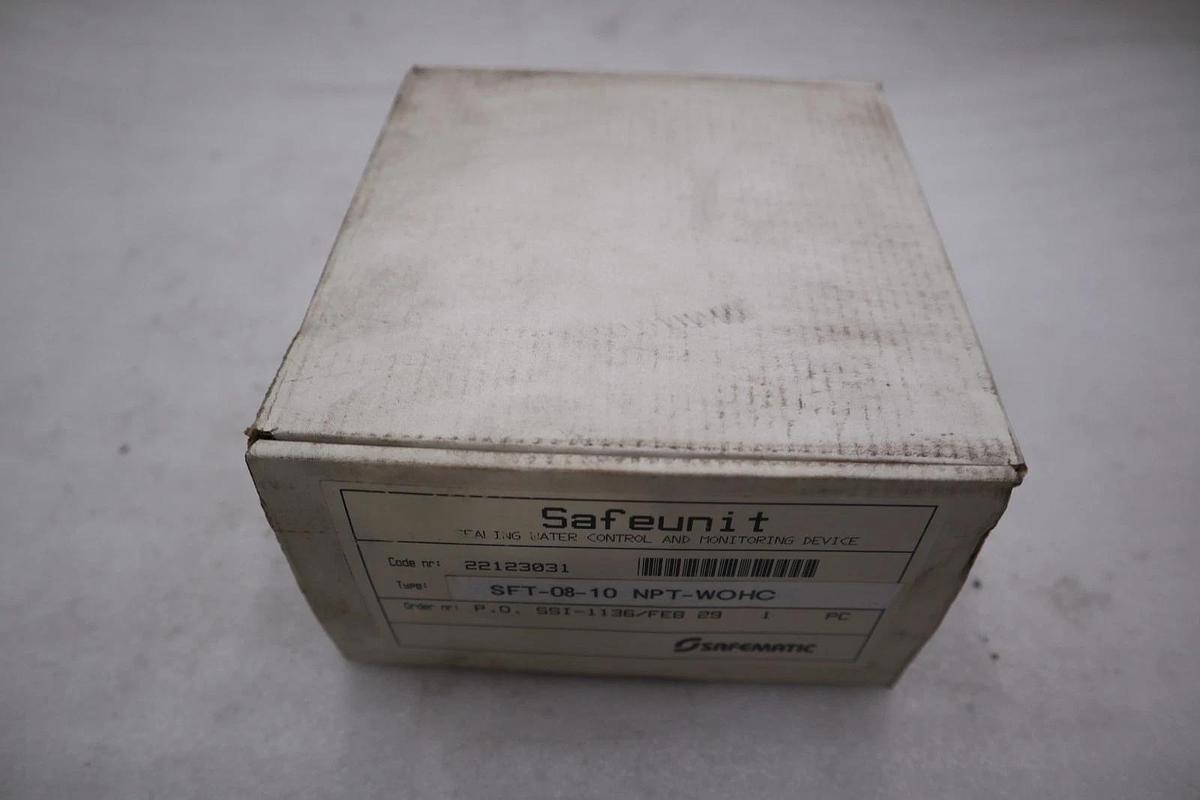 Safeunit
SEALING WATER CONTROL AND MONITORING DEVICE
Code nr: 22123031
Type: SFT-08-10 NPT-WOHC
Order nr: P.O. SSI-1136/FEB 29 1 PC
SAFEMATIC